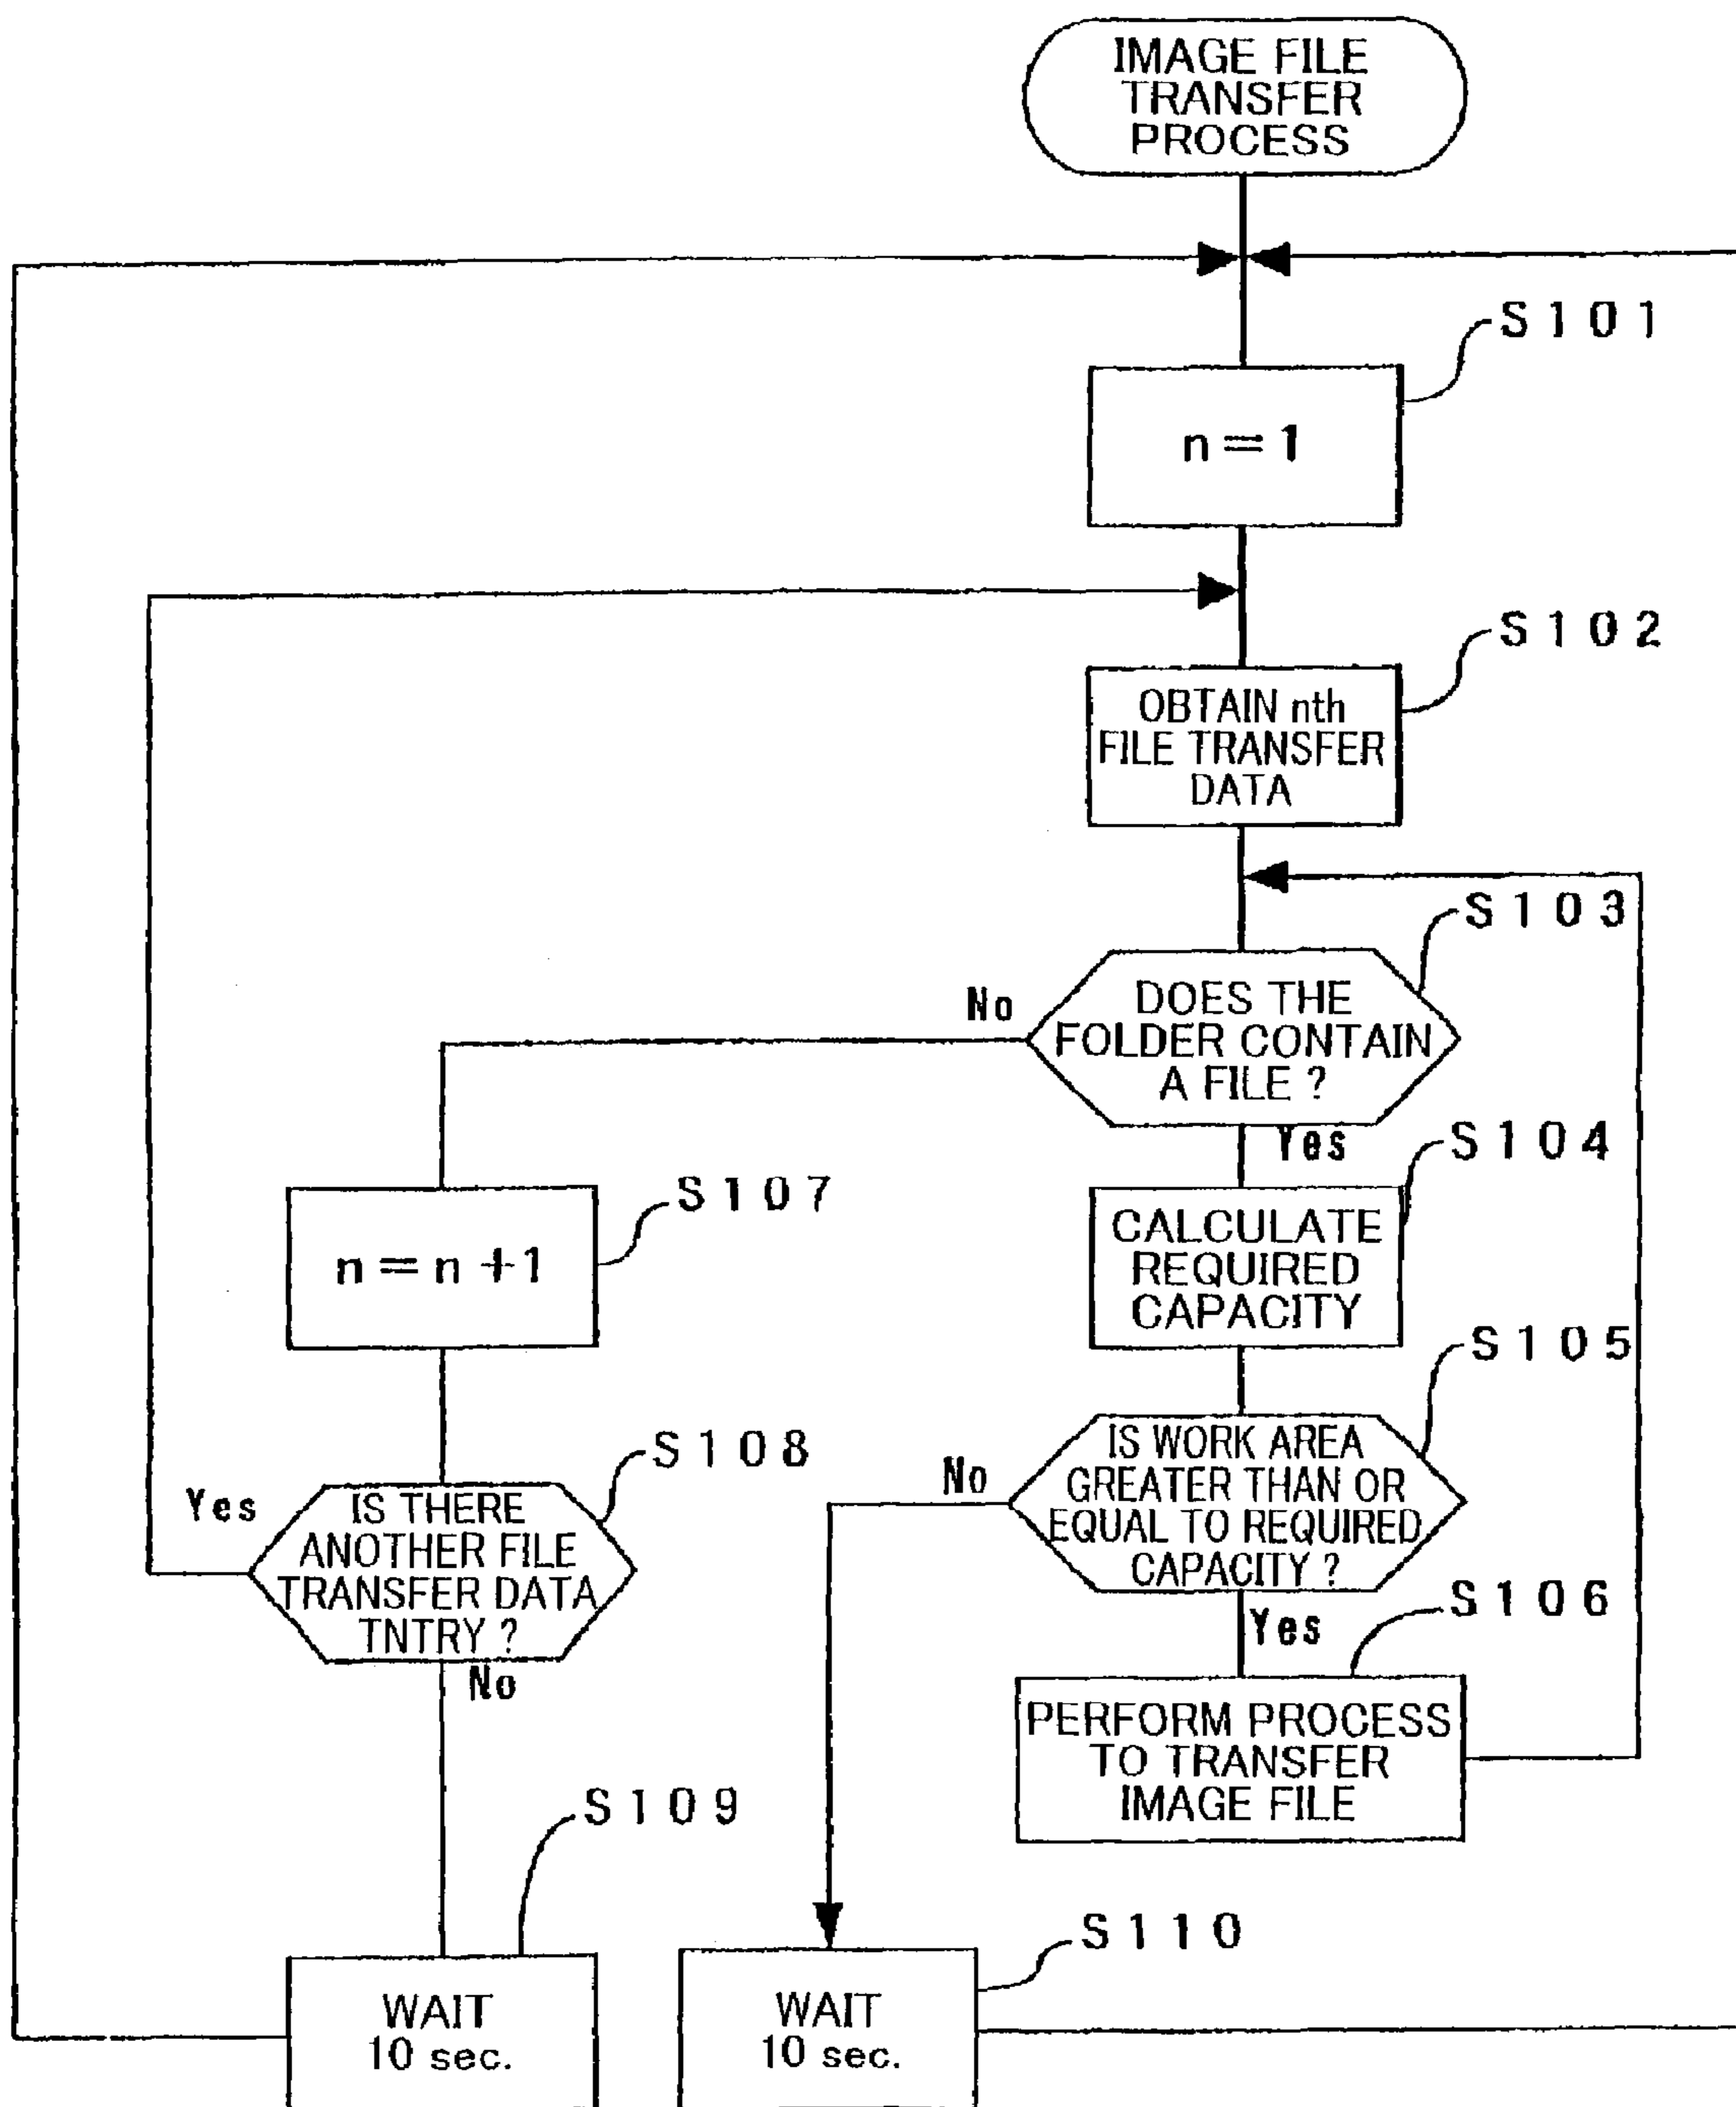 IMAGE FILE
TRANSFER
PROCESS
S101
n=1
S102
OBTAIN nth
FILE TRANSFER
DATA
S103
No
DOES THE
FOLDER CONTAIN
A FILE ?
Yes
S104
CALCULATE
REQUIRED
CAPACITY
S107
n=n+1
S105
No
IS WORK AREA
GREATER THAN OR
EQUAL TO REQUIRED
CAPACITY ?
Yes
S106
PERFORM PROCESS
TO TRANSFER
IMAGE FILE
S108
Yes
IS THERE
ANOTHER FILE
TRANSFER DATA
TNTRY ?
No
S109
WAIT
10 sec.
S110
WAIT
10 sec.